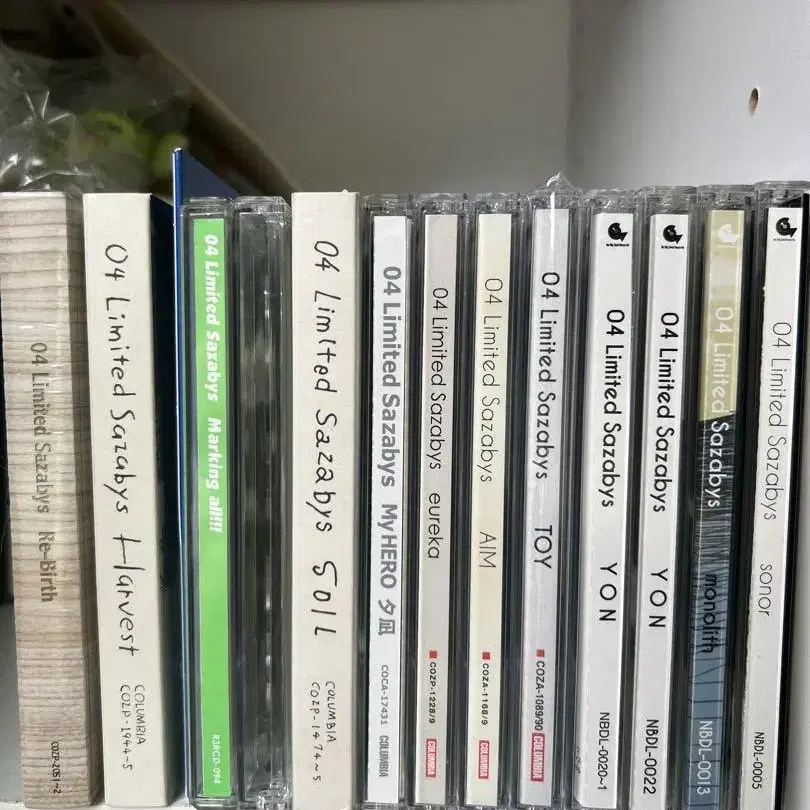 04 Limited Sazabys Re-Birth
COZP-2051~2
04 Limited Sazabys Harvest
COLUMBIA
COZP-1944~5
04 Limited Sazabys Marking all!!!
R3RCD-094
04 Limited Sazabys SOIL
COLUMBIA
COZP-1474~5
04 Limited Sazabys My HERO 夕凪
COCA-17431
COLUMBIA
04 Limited Sazabys eureka
COZP-1228/9
COLUMBIA
04 Limited Sazabys AIM
COZA-1168/9
COLUMBIA
04 Limited Sazabys TOY
COZA-1089/90
COLUMBIA
04 Limited Sazabys YON
NBDL-0020~1
04 Limited Sazabys YON
NBDL-0022
04 Limited Sazabys monolith
NBDL-0013
04 Limited Sazabys sonor
NBDL-0005